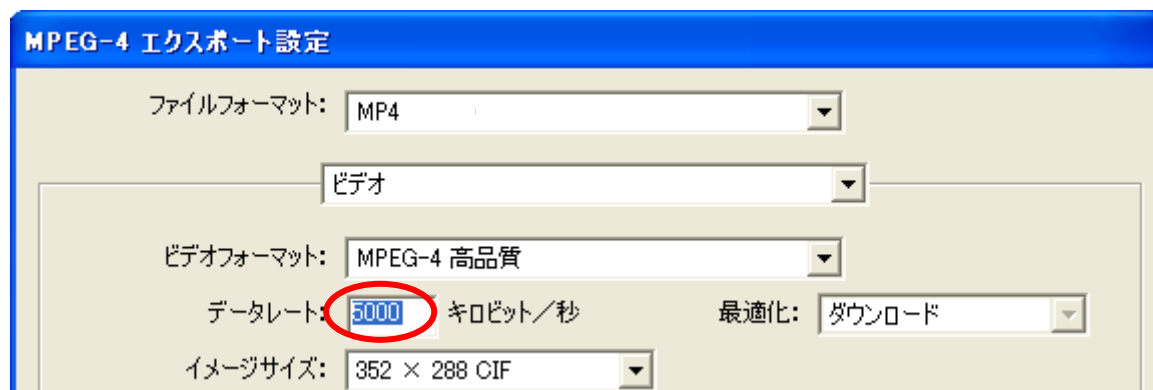 MPEG-4 エクスポート設定
ファイルフォーマット: MP4
ビデオ
ビデオフォーマット: MPEG-4 高品質
データレート: 5000 キロビット／秒 最適化: ダウンロード
イメージサイズ: 352 × 288 CIF